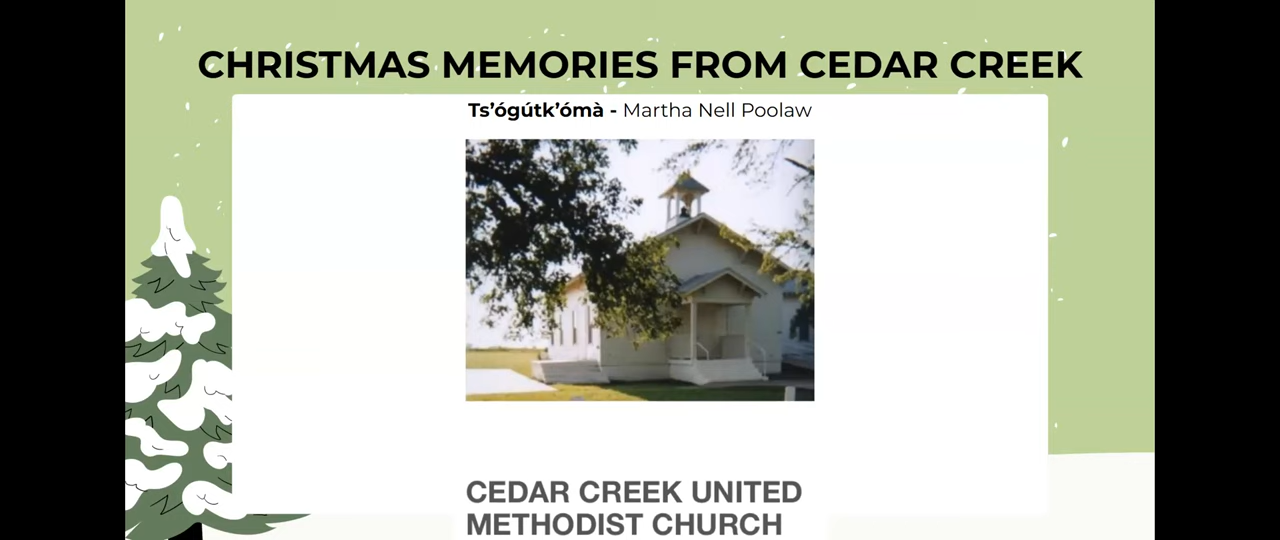 CHRISTMAS MEMORIES FROM CEDAR CREEK
Ts’ógútk’ómà - Martha Nell Poolaw
CEDAR CREEK UNITED
METHODIST CHURCH